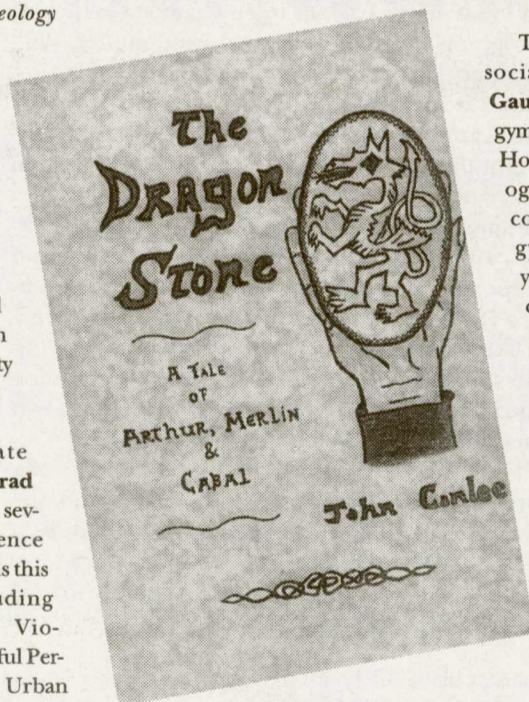 eology
The
DRAGON
STONE
A TALE
OF
ARTHUR, MERLIN
&
CABAL
John Conlee
ty
ate
rad
sev-
ence
s this
ding
Vio-
ful Per-
Urban
T
socia
Gau
gym
Ho
og
co
g
y